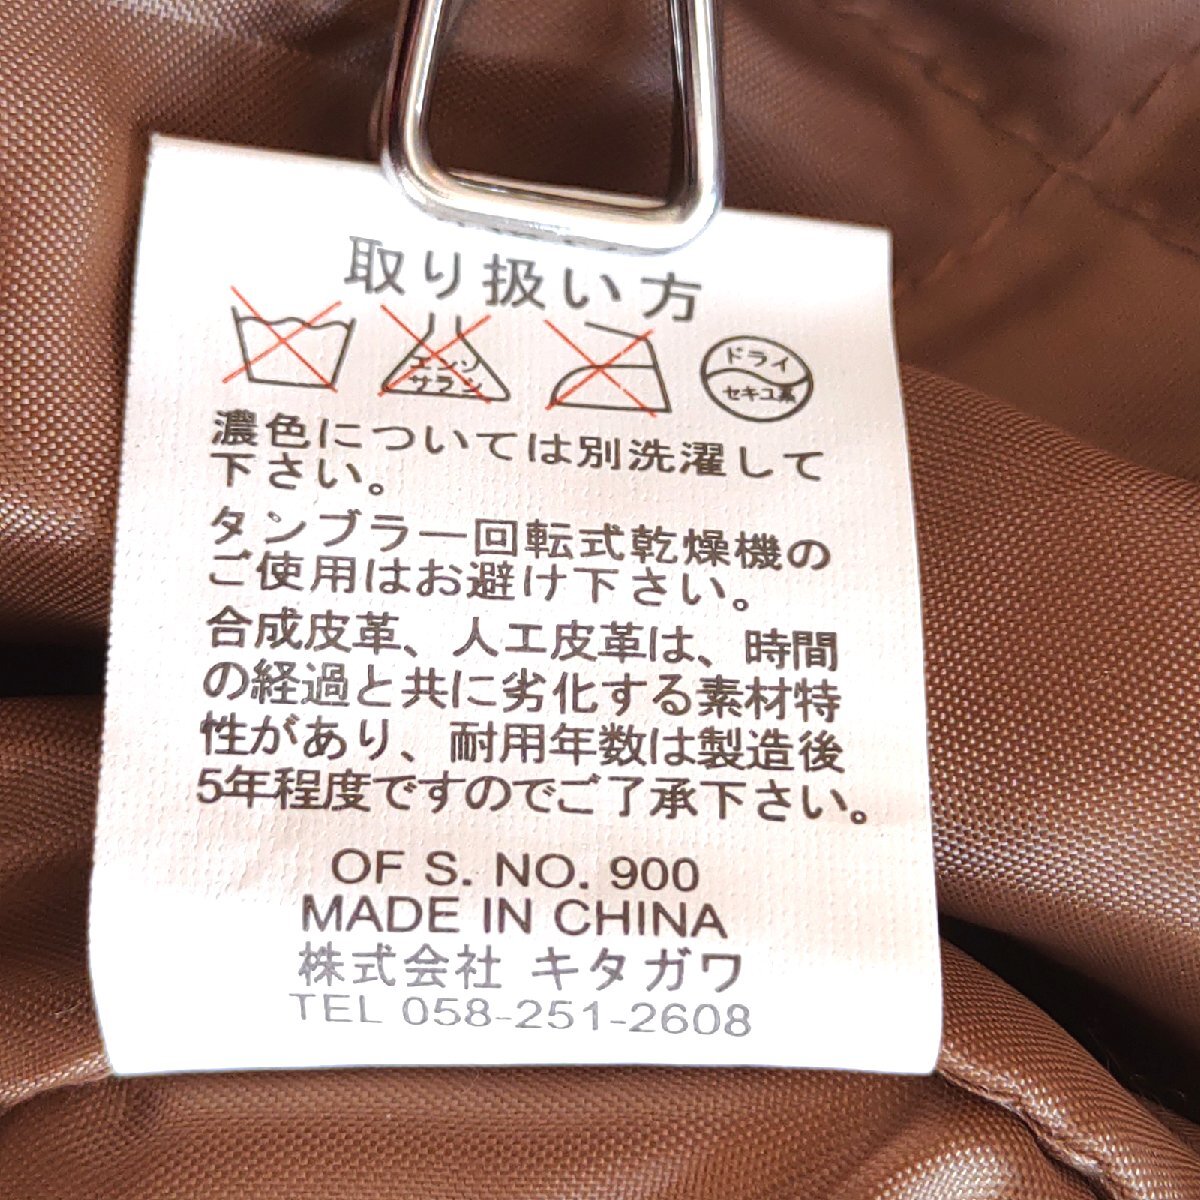 取り扱い方
エンソ
サラシ
ドライ
セキユ系
濃色については別洗濯して
下さい。
タンブラー回転式乾燥機の
ご使用はお避け下さい。
合成皮革、人工皮革は、時間
の経過と共に劣化する素材特
性があり、耐用年数は製造後
5年程度ですのでご了承下さい。
OF S. NO. 900
MADE IN CHINA
株式会社 キタガワ
TEL 058-251-2608